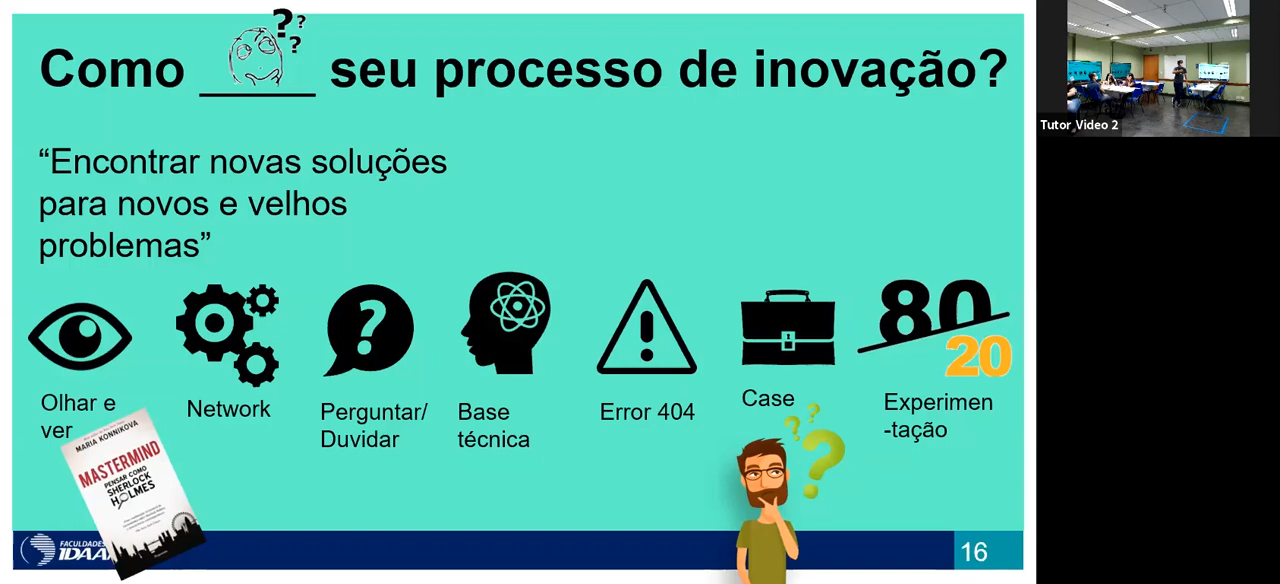 ??
?
Como _____ seu processo de inovação?
“Encontrar novas soluções
para novos e velhos
problemas”
?
80
20
Olhar e
ver
Network
Perguntar/
Duvidar
Base
técnica
Error 404
Case
Experimen
-tação
MARIA KONNIKOVA
MASTERMIND
PENSAR COMO
SHERLOCK
HOLMES
FACULDADES
IDAAM
16
Tutor_Video 2